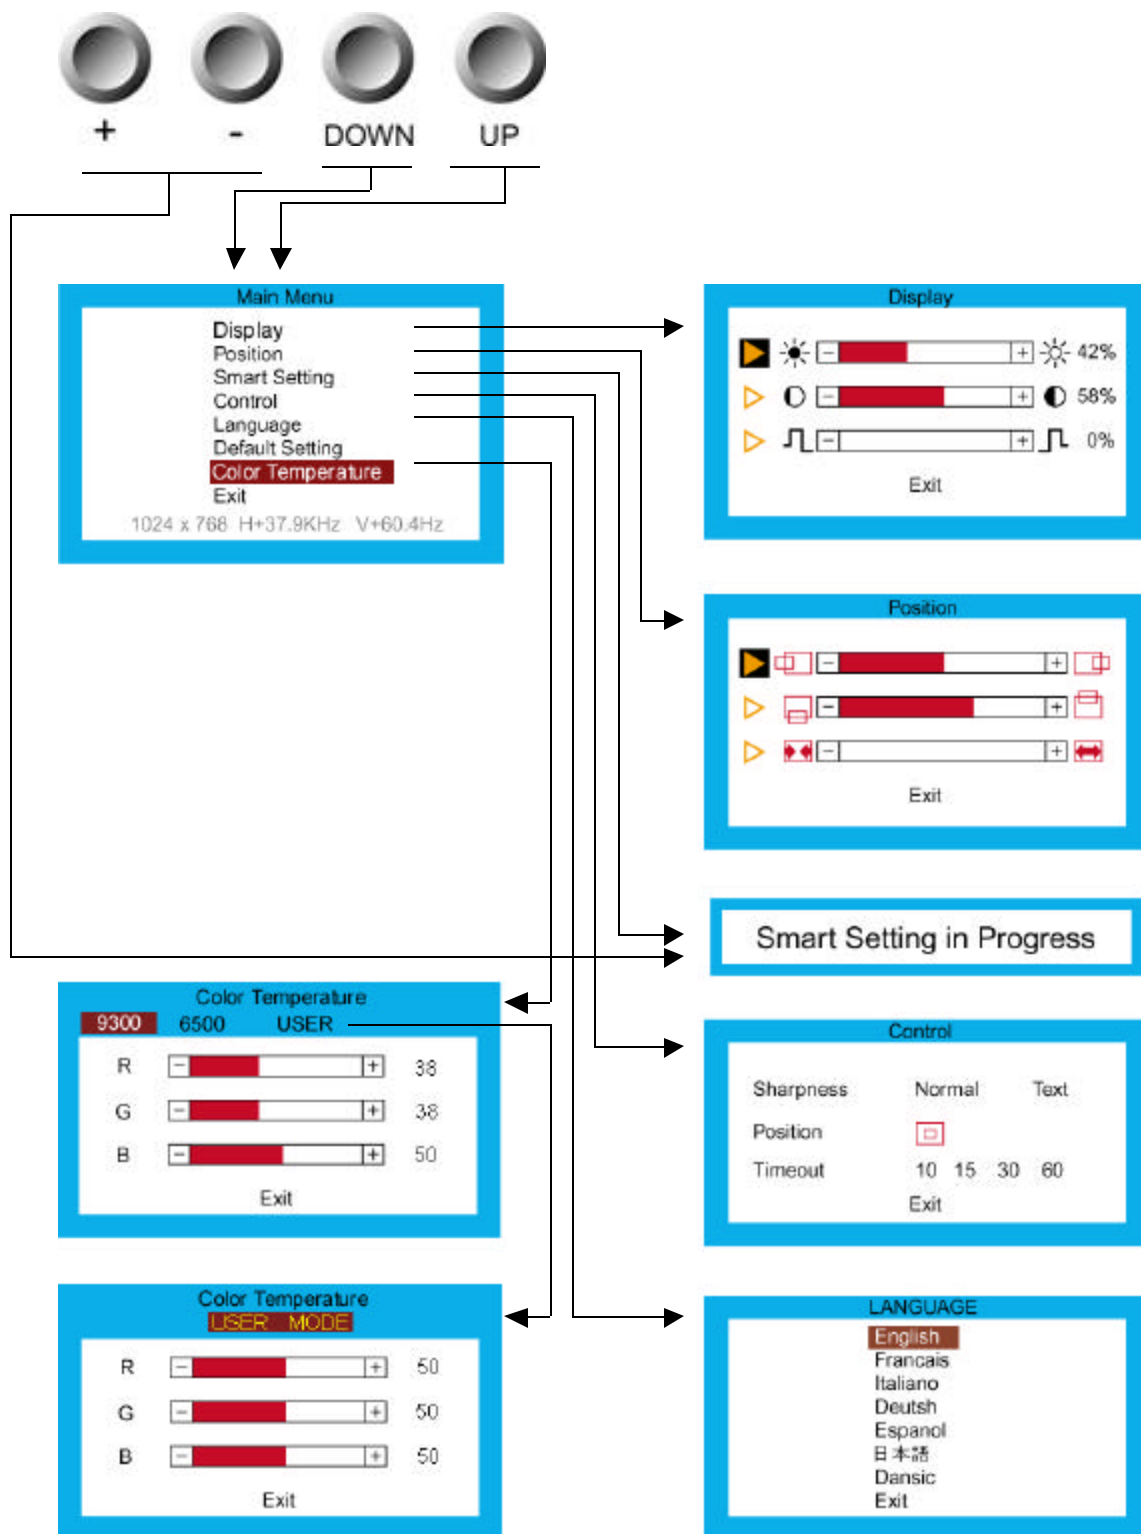 + - DOWN UP
Main Menu
Display
Position
Smart Setting
Control
Language
Default Setting
Color Temperature
Exit
1024 x 768 H+37.9KHz V+60.4Hz
Display
- + 42%
- + 58%
- + 0%
Exit
Position
- +
- +
- +
Exit
Smart Setting in Progress
Color Temperature
9300 6500 USER
R - + 38
G - + 38
B - + 50
Exit
Control
Sharpness Normal Text
Position
Timeout 10 15 30 60
Exit
Color Temperature
USER MODE
R - + 50
G - + 50
B - + 50
Exit
LANGUAGE
English
Francais
Italiano
Deutsh
Espanol
日本語
Dansic
Exit